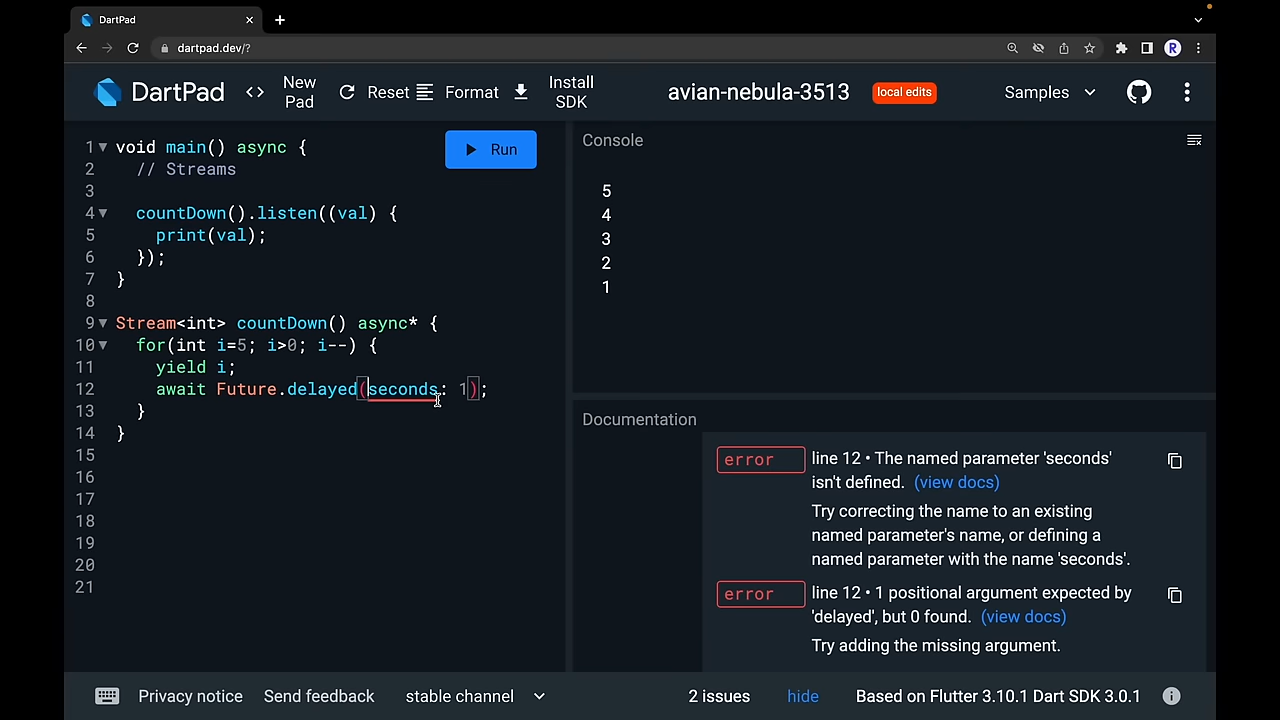 DartPad
dartpad.dev/?
R
DartPad
<>
New Pad
Reset
Format
Install SDK
avian-nebula-3513
local edits
Samples
1 void main() async {
2 // Streams
3
4 countDown().listen((val) {
5 print(val);
6 });
7 }
8
9 Stream<int> countDown() async* {
10 for(int i=5; i>0; i--) {
11 yield i;
12 await Future.delayed(seconds: 1);
13 }
14 }
15
16
17
18
19
20
21
Run
Console
5
4
3
2
1
Documentation
error
line 12 • The named parameter 'seconds'
isn't defined. (view docs)
Try correcting the name to an existing
named parameter's name, or defining a
named parameter with the name 'seconds'.
error
line 12 • 1 positional argument expected by
'delayed', but 0 found. (view docs)
Try adding the missing argument.
Privacy notice
Send feedback
stable channel
2 issues
hide
Based on Flutter 3.10.1 Dart SDK 3.0.1